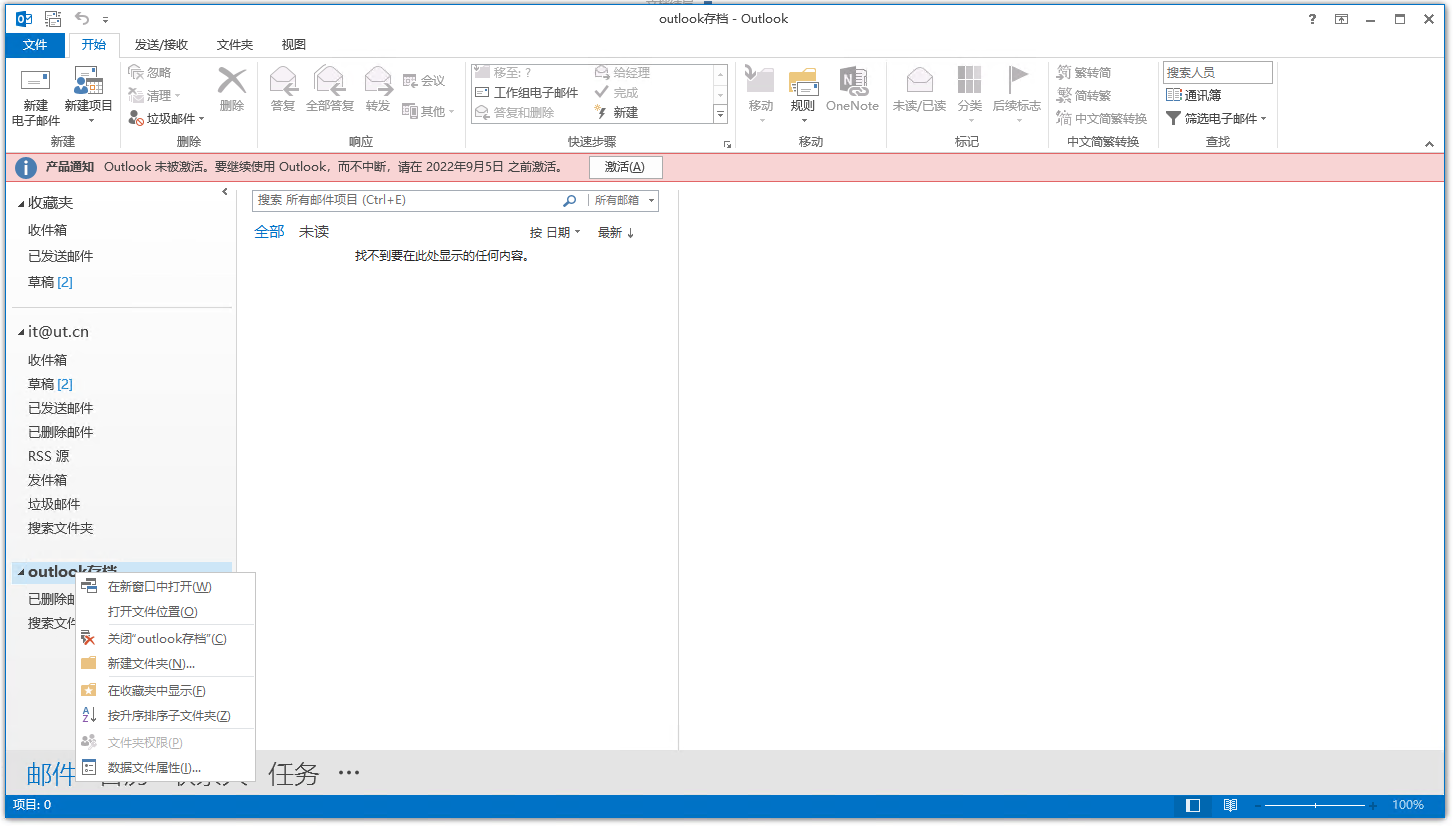 outlook存档 - Outlook
文件 开始 发送/接收 文件夹 视图
新建
电子邮件
新建项目
新建
忽略
清理
垃圾邮件
删除
删除
答复
全部答复
转发
会议
其他
响应
移至: ?
工作组电子邮件
答复和删除
给经理
完成
新建
快速步骤
移动
规则
OneNote
移动
未读/已读
分类
后续标志
标记
繁转简
简转繁
中文简繁转换
中文简繁转换
搜索人员
通讯簿
筛选电子邮件
查找
产品通知 Outlook 未被激活。要继续使用 Outlook，而不中断，请在 2022年9月5日 之前激活。 激活(A)
收藏夹
收件箱
已发送邮件
草稿 [2]
it@ut.cn
收件箱
草稿 [2]
已发送邮件
已删除邮件
RSS 源
发件箱
垃圾邮件
搜索文件夹
outlook存档
已删除邮
搜索文件
搜索 所有邮件项目 (Ctrl+E) 所有邮箱
全部 未读 按 日期 最新 ↓
找不到要在此处显示的任何内容。
在新窗口中打开(W)
打开文件位置(O)
关闭“outlook存档”(C)
新建文件夹(N)...
在收藏夹中显示(F)
按升序排序子文件夹(Z)
文件夹权限(P)
数据文件属性(I)...
邮件 任务 ···
项目: 0 100%